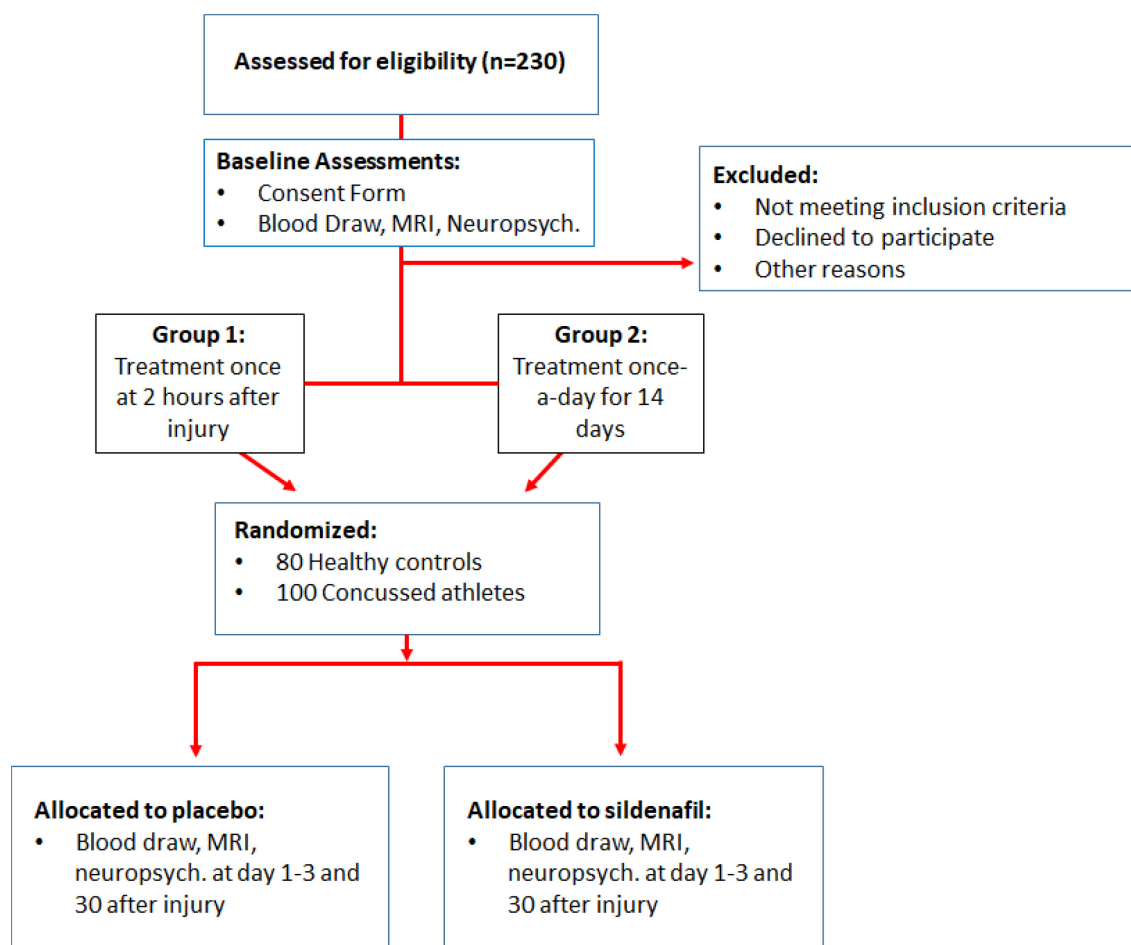 Assessed for eligibility (n=230)
Baseline Assessments:
• Consent Form
• Blood Draw, MRI, Neuropsych.
Excluded:
• Not meeting inclusion criteria
• Declined to participate
• Other reasons
Group 1:
Treatment once
at 2 hours after
injury
Group 2:
Treatment once-
a-day for 14
days
Randomized:
• 80 Healthy controls
• 100 Concussed athletes
Allocated to placebo:
• Blood draw, MRI,
neuropsych. at day 1-3 and
30 after injury
Allocated to sildenafil:
• Blood draw, MRI,
neuropsych. at day 1-3 and
30 after injury